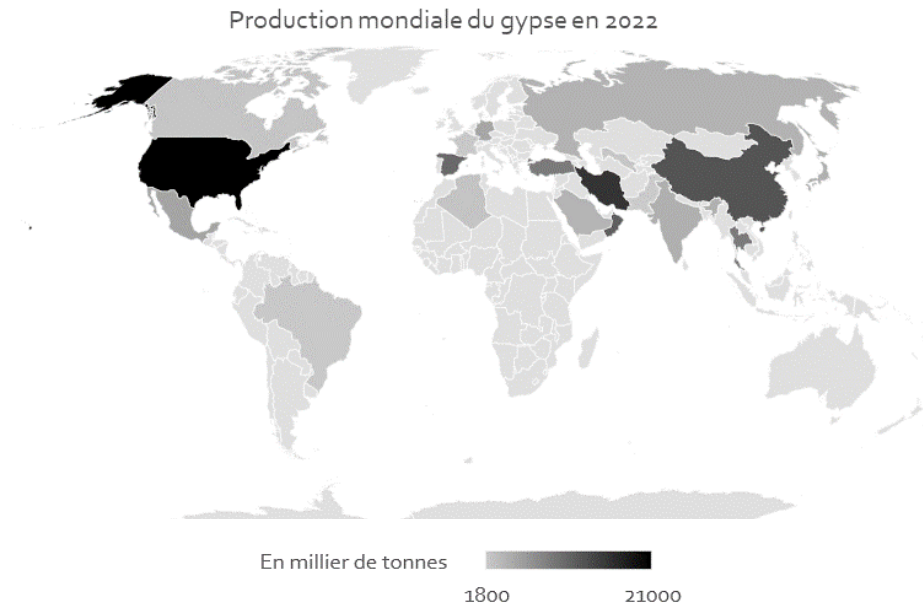 Production mondiale du gypse en 2022
En millier de tonnes
1800 21000